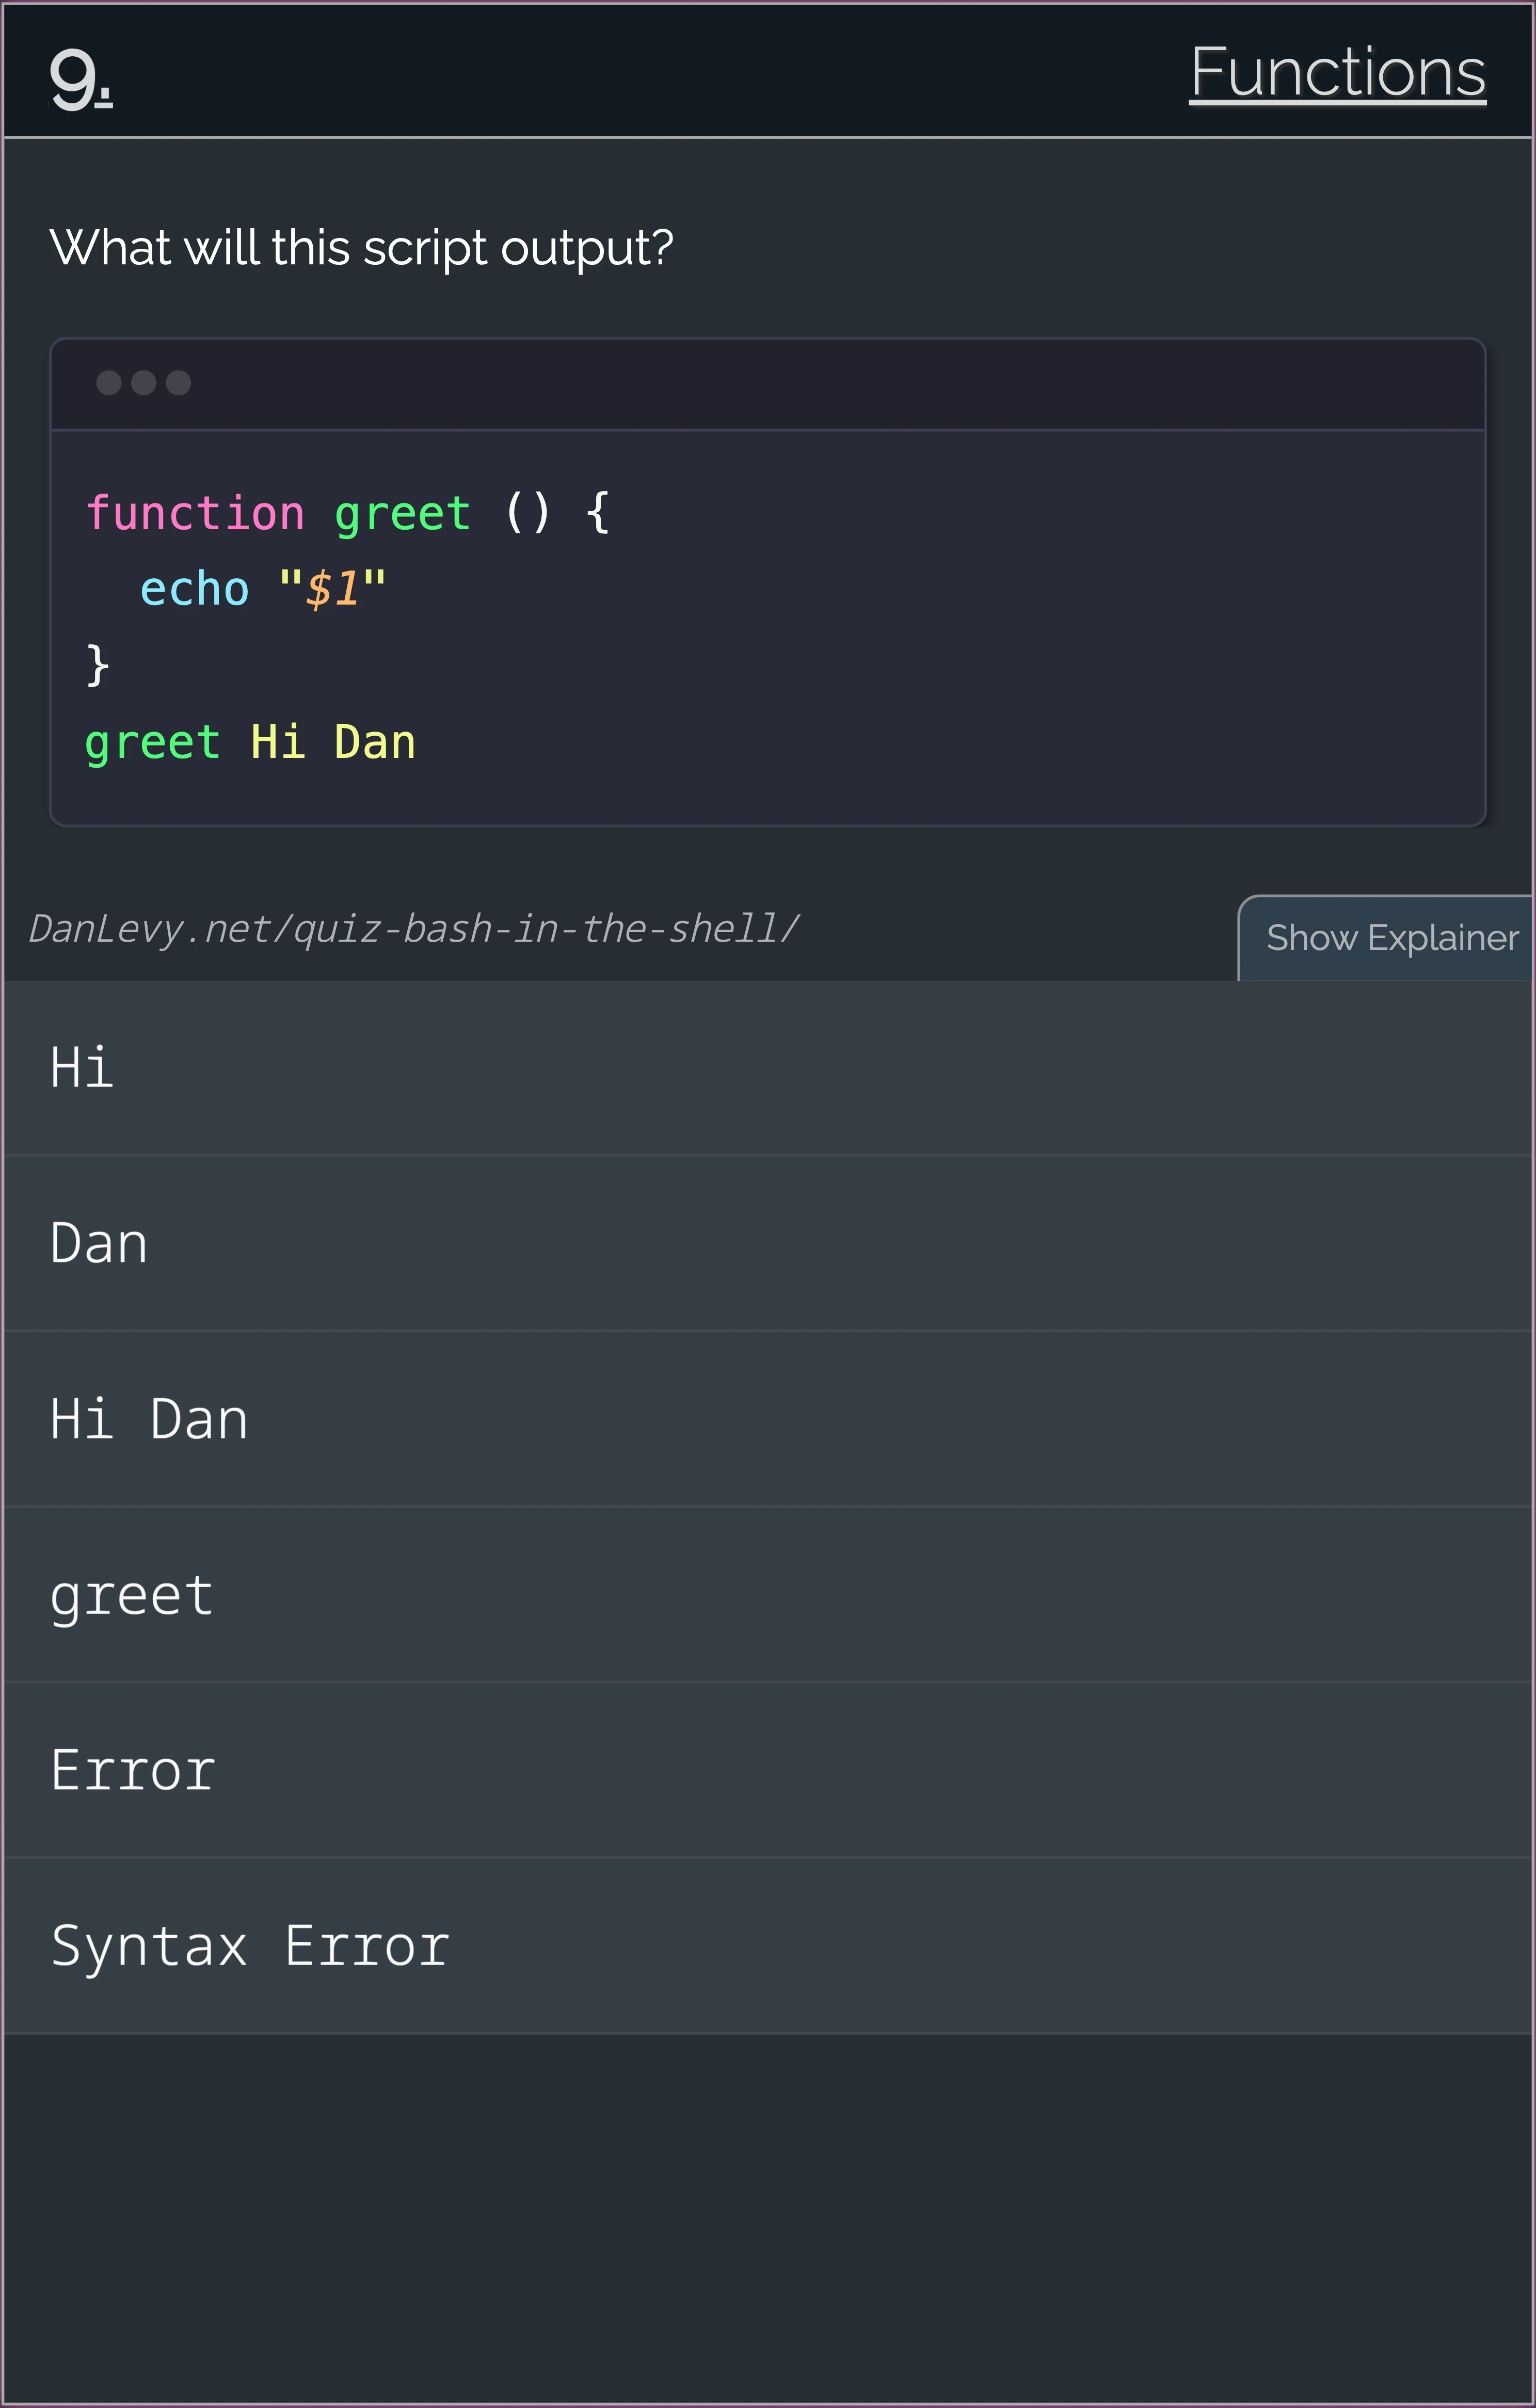 9.
Functions
What will this script output?
function greet () {
  echo "$1"
}
greet Hi Dan
DanLevy.net/quiz-bash-in-the-shell/
Show Explainer
Hi
Dan
Hi Dan
greet
Error
Syntax Error